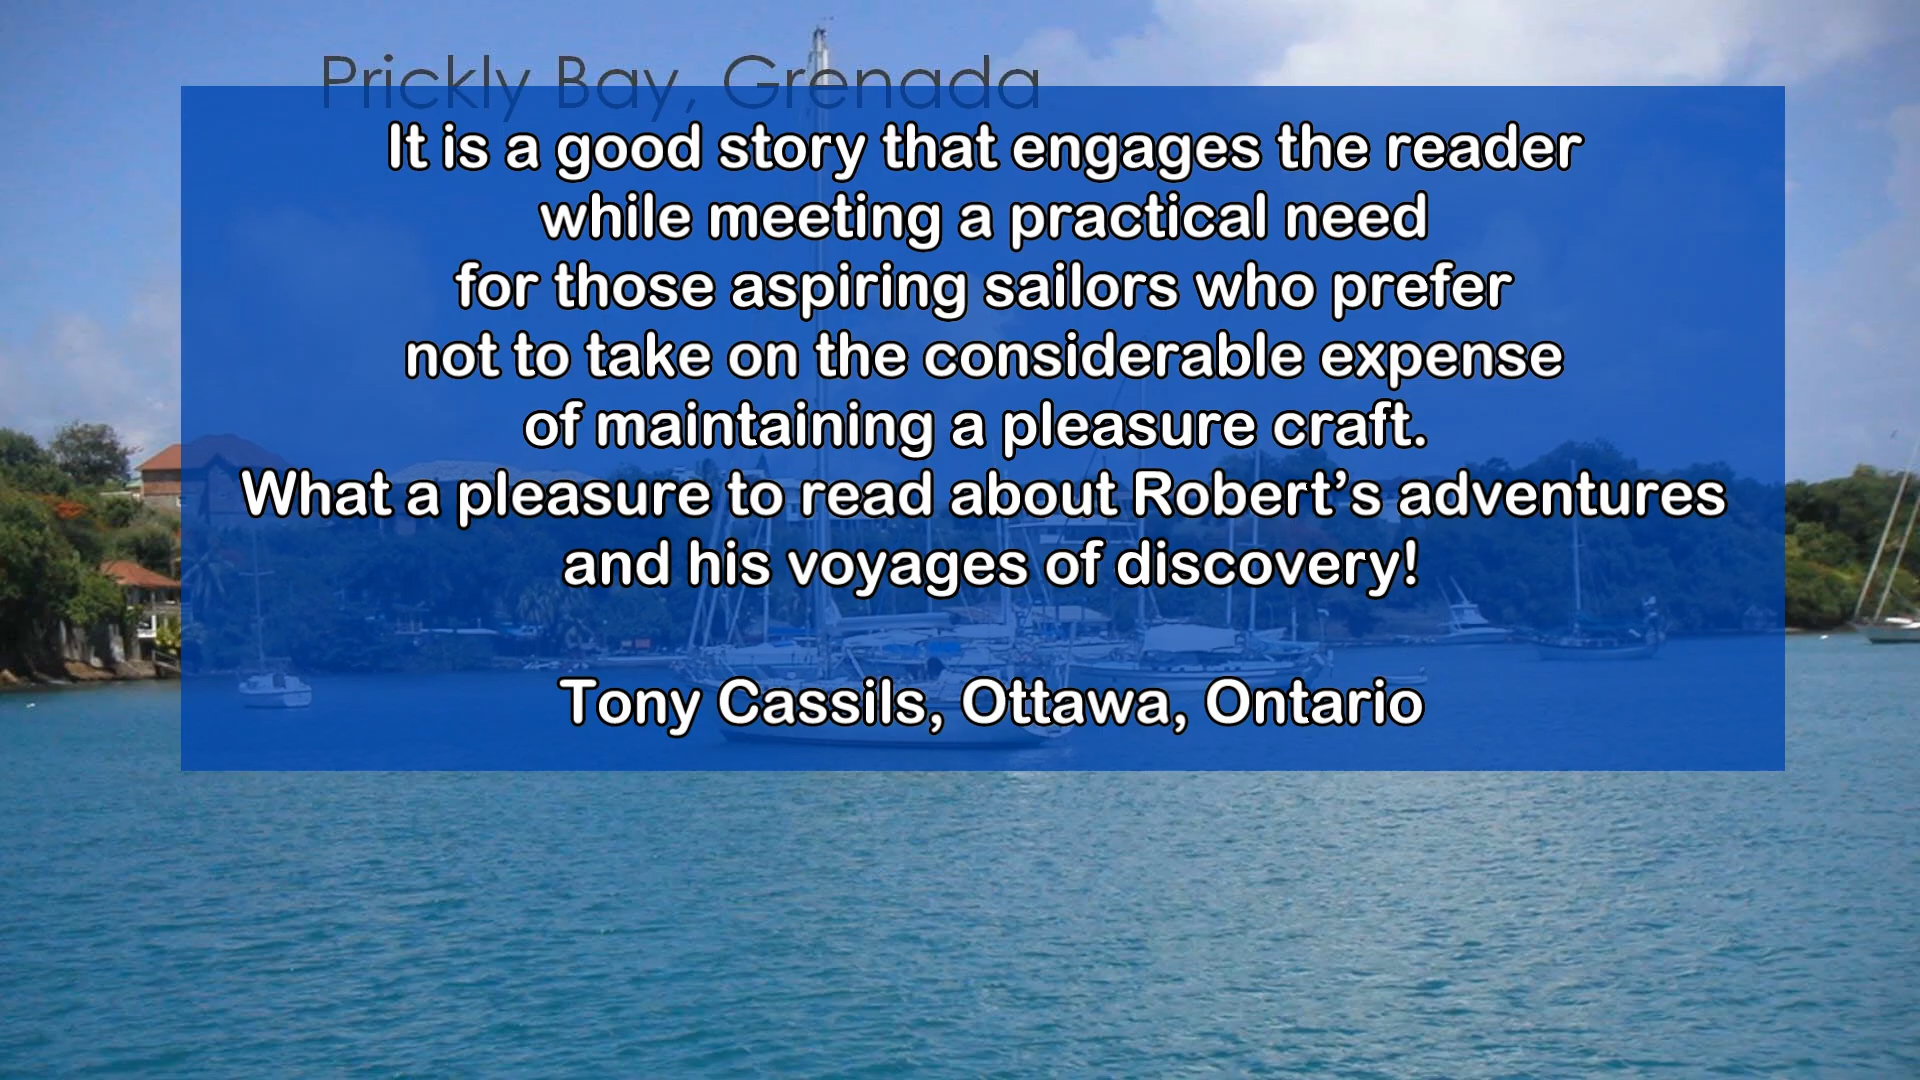 Prickly Bay, Grenada
It is a good story that engages the reader
while meeting a practical need
for those aspiring sailors who prefer
not to take on the considerable expense
of maintaining a pleasure craft.
What a pleasure to read about Robert’s adventures
and his voyages of discovery!
Tony Cassils, Ottawa, Ontario